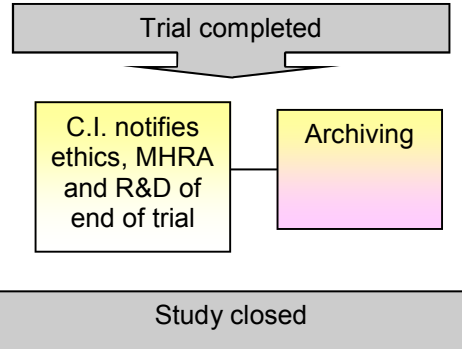 Trial completed
C.I. notifies
ethics, MHRA
and R&D of
end of trial
Archiving
Study closed